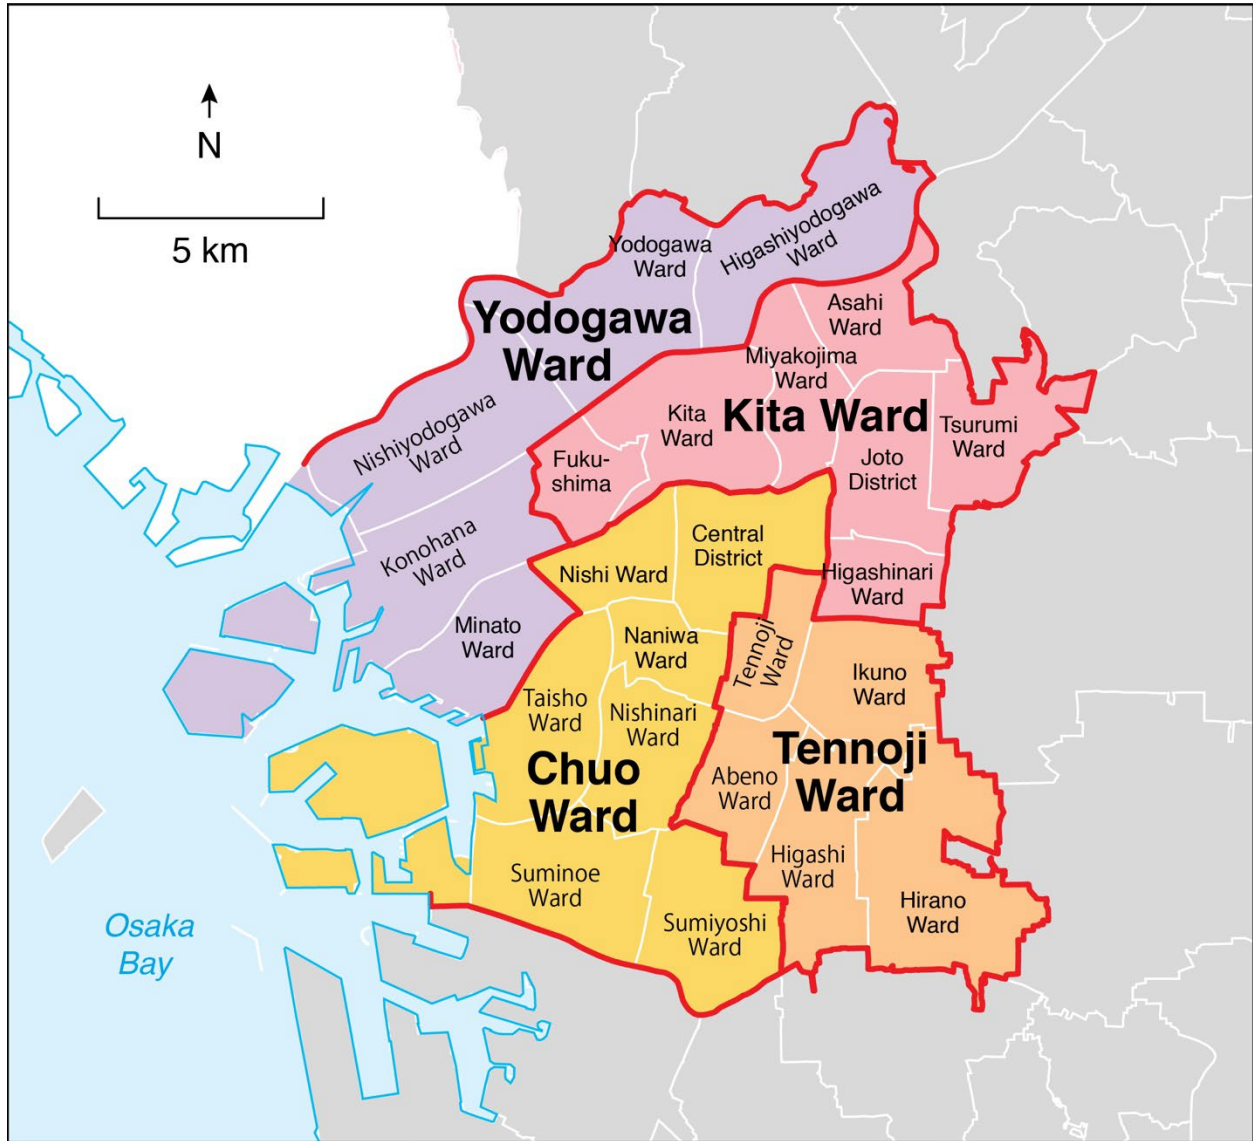 N
5 km
Yodogawa
Ward
Higashiyodogawa
Ward
Yodogawa
Ward
Asahi
Ward
Miyakojima
Ward
Nishiyodogawa
Ward
Kita
Ward
Kita Ward
Tsurumi
Ward
Fuku-
shima
Joto
District
Konohana
Ward
Central
District
Nishi Ward
Higashinari
Ward
Minato
Ward
Naniwa
Ward
Tennoji
Ward
Ikuno
Ward
Taisho
Ward
Nishinari
Ward
Chuo
Ward
Abeno
Ward
Tennoji
Ward
Suminoe
Ward
Higashi
Ward
Hirano
Ward
Sumiyoshi
Ward
Osaka
Bay